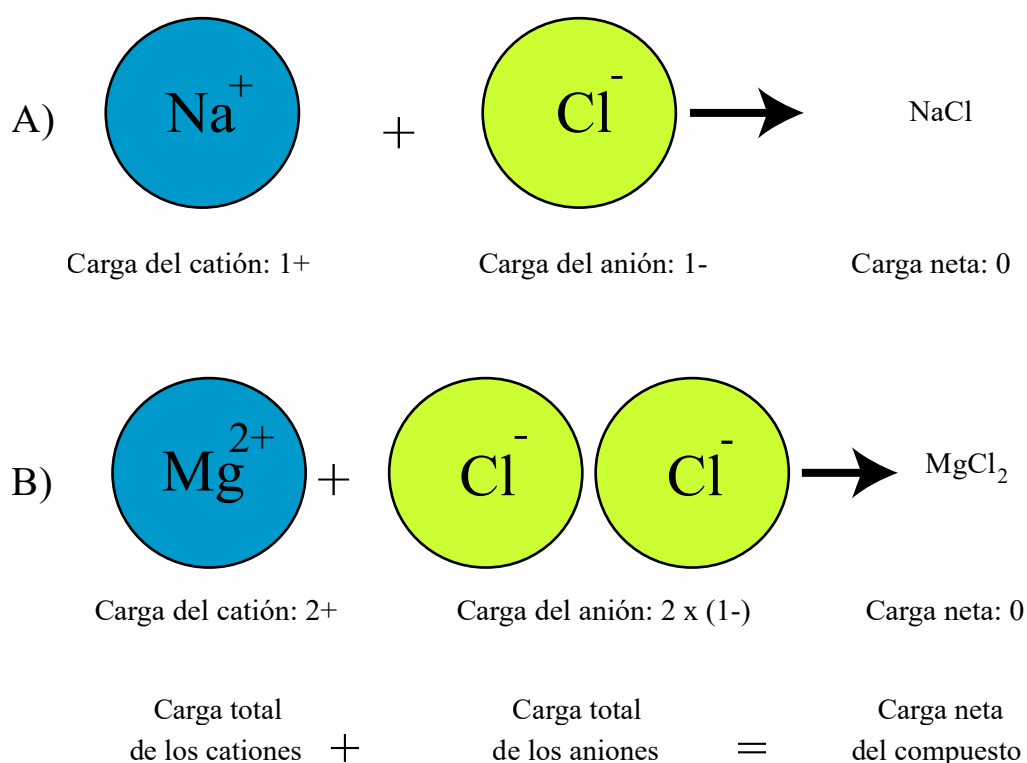 A) Na⁺ + Cl⁻ NaCl
Carga del catión: 1+ Carga del anión: 1- Carga neta: 0
B) Mg²⁺ + Cl⁻ Cl⁻ MgCl₂
Carga del catión: 2+ Carga del anión: 2 x (1-) Carga neta: 0
Carga total Carga total Carga neta
de los cationes + de los aniones = del compuesto